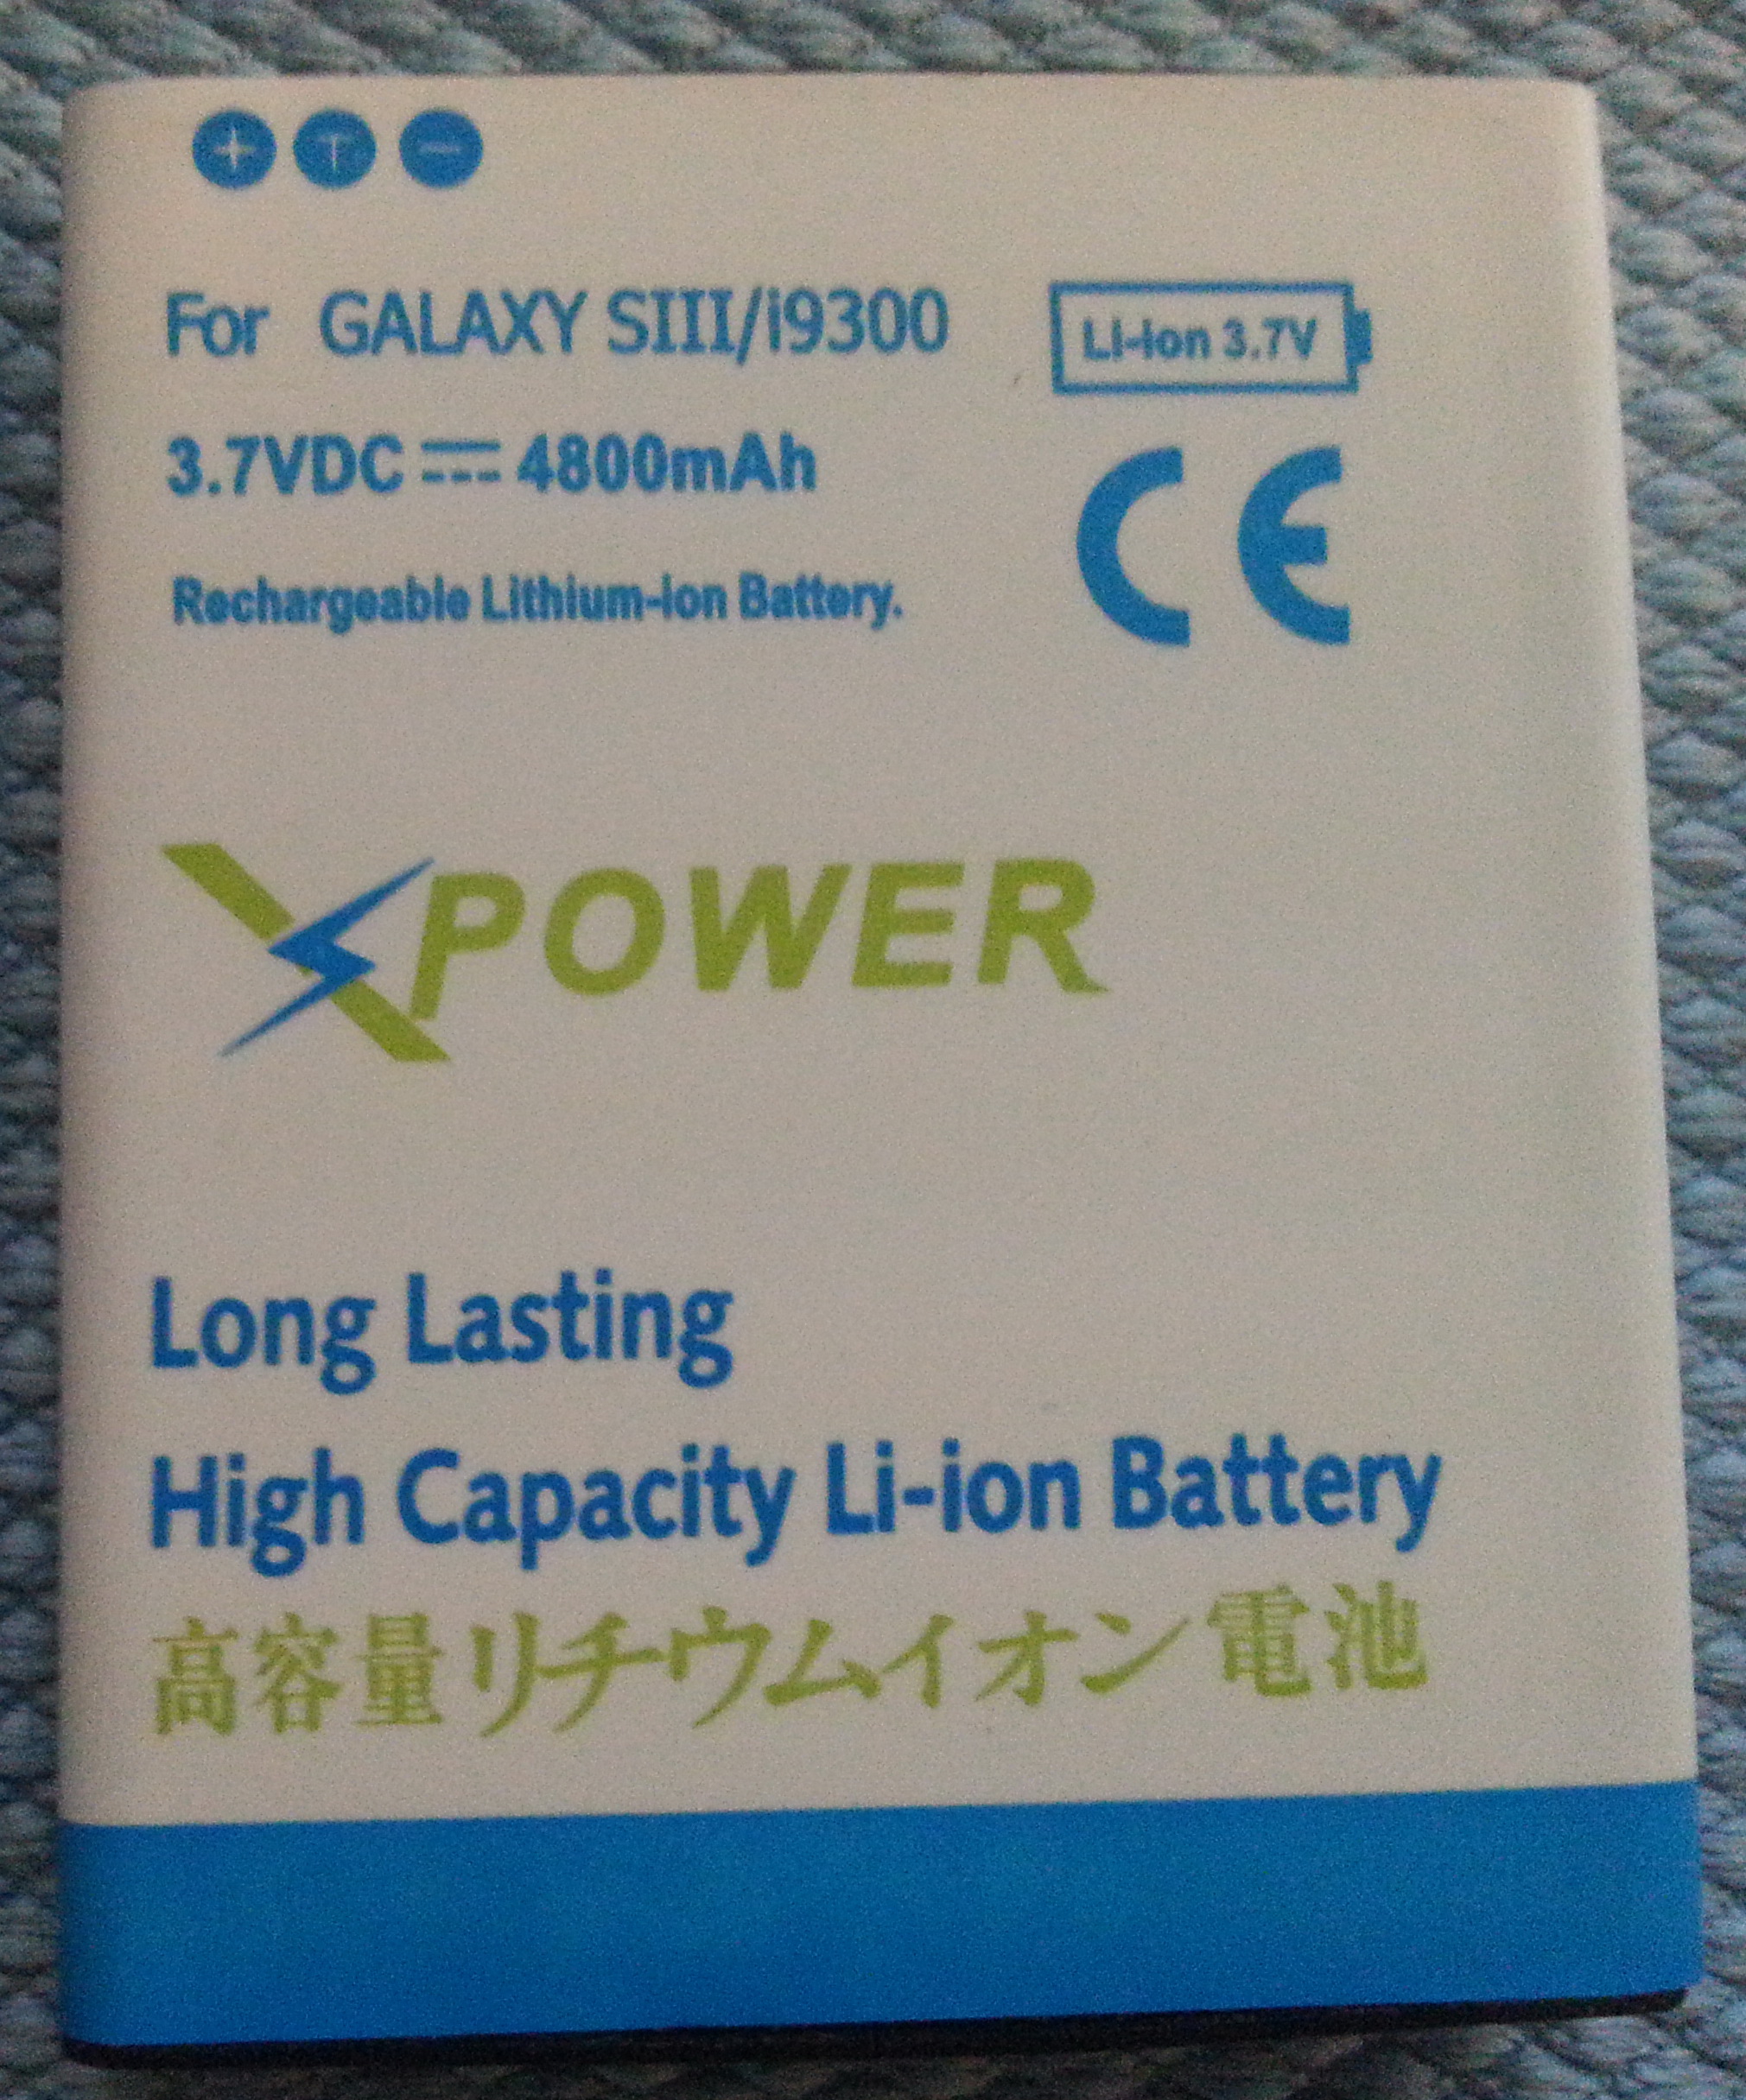 + T −
For GALAXY SIII/i9300
Li-ion 3.7V
3.7VDC ⎓ 4800mAh
CE
Rechargeable Lithium-ion Battery.
XPOWER
Long Lasting
High Capacity Li-ion Battery
高容量リチウムイオン電池